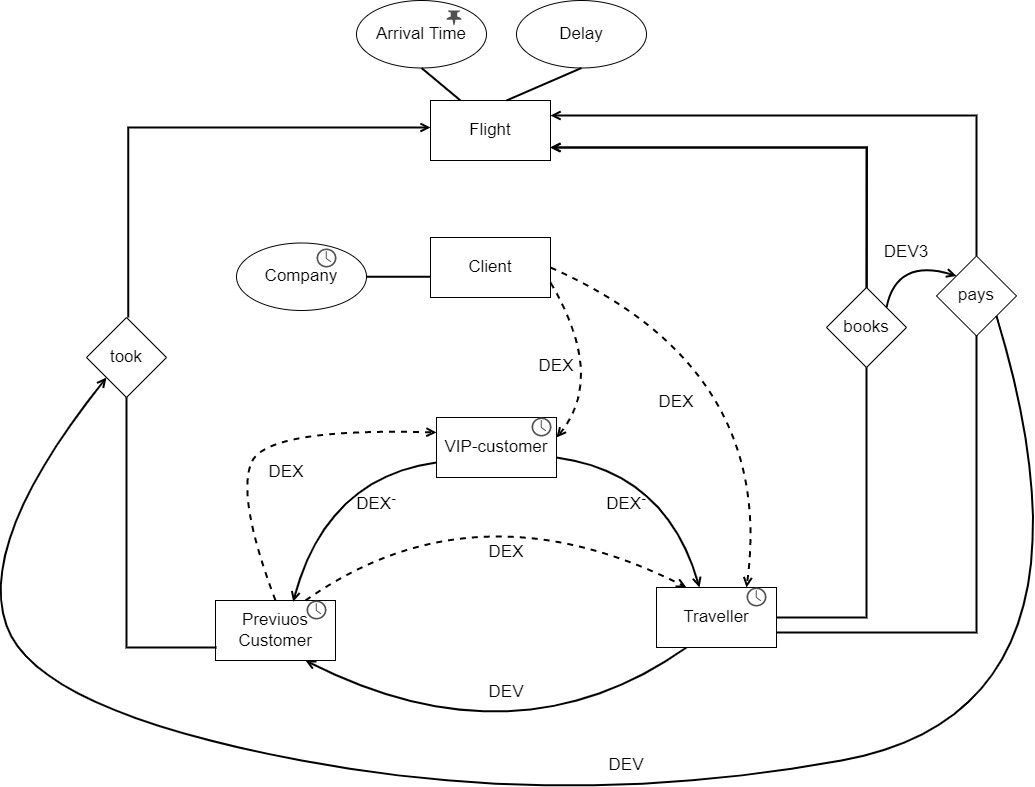 Arrival Time
Delay
Flight
DEV3
Client
Company
pays
books
took
DEX
DEX
VIP-customer
DEX
DEX-
DEX-
DEX
Previuos
Customer
Traveller
DEV
DEV